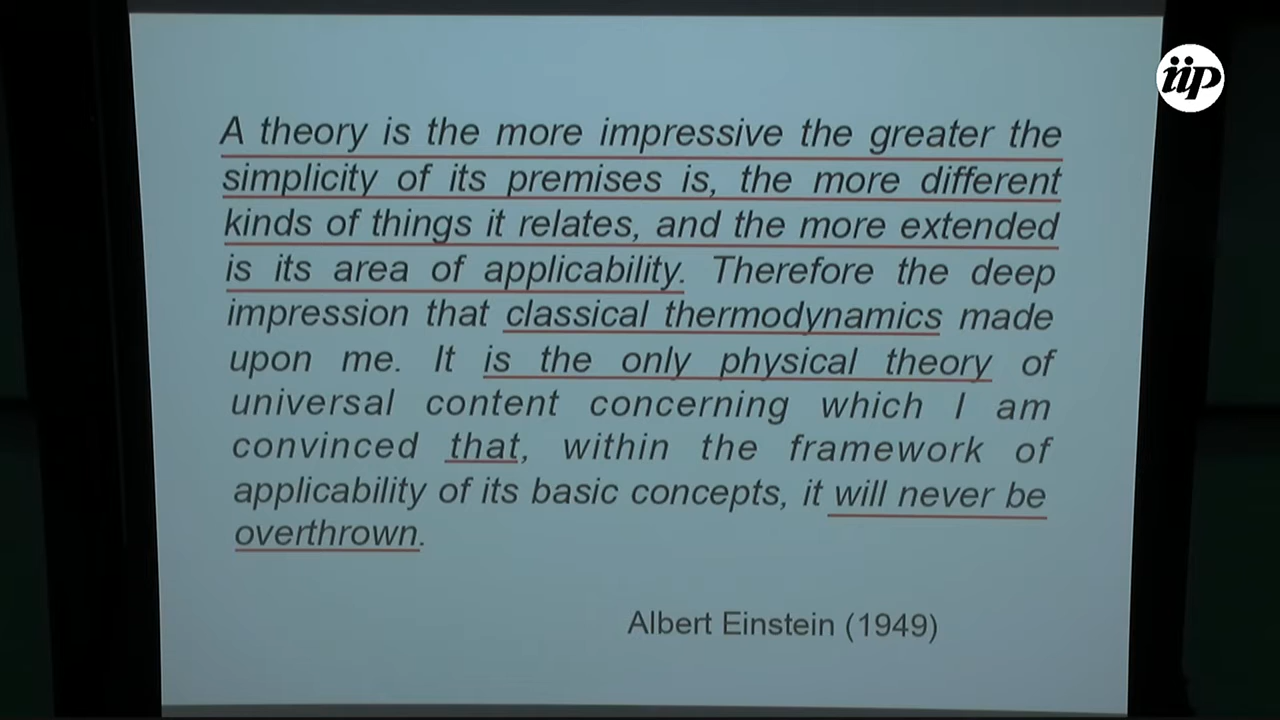 iip
A theory is the more impressive the greater the
simplicity of its premises is, the more different
kinds of things it relates, and the more extended
is its area of applicability. Therefore the deep
impression that classical thermodynamics made
upon me. It is the only physical theory of
universal content concerning which I am
convinced that, within the framework of
applicability of its basic concepts, it will never be
overthrown.
Albert Einstein (1949)